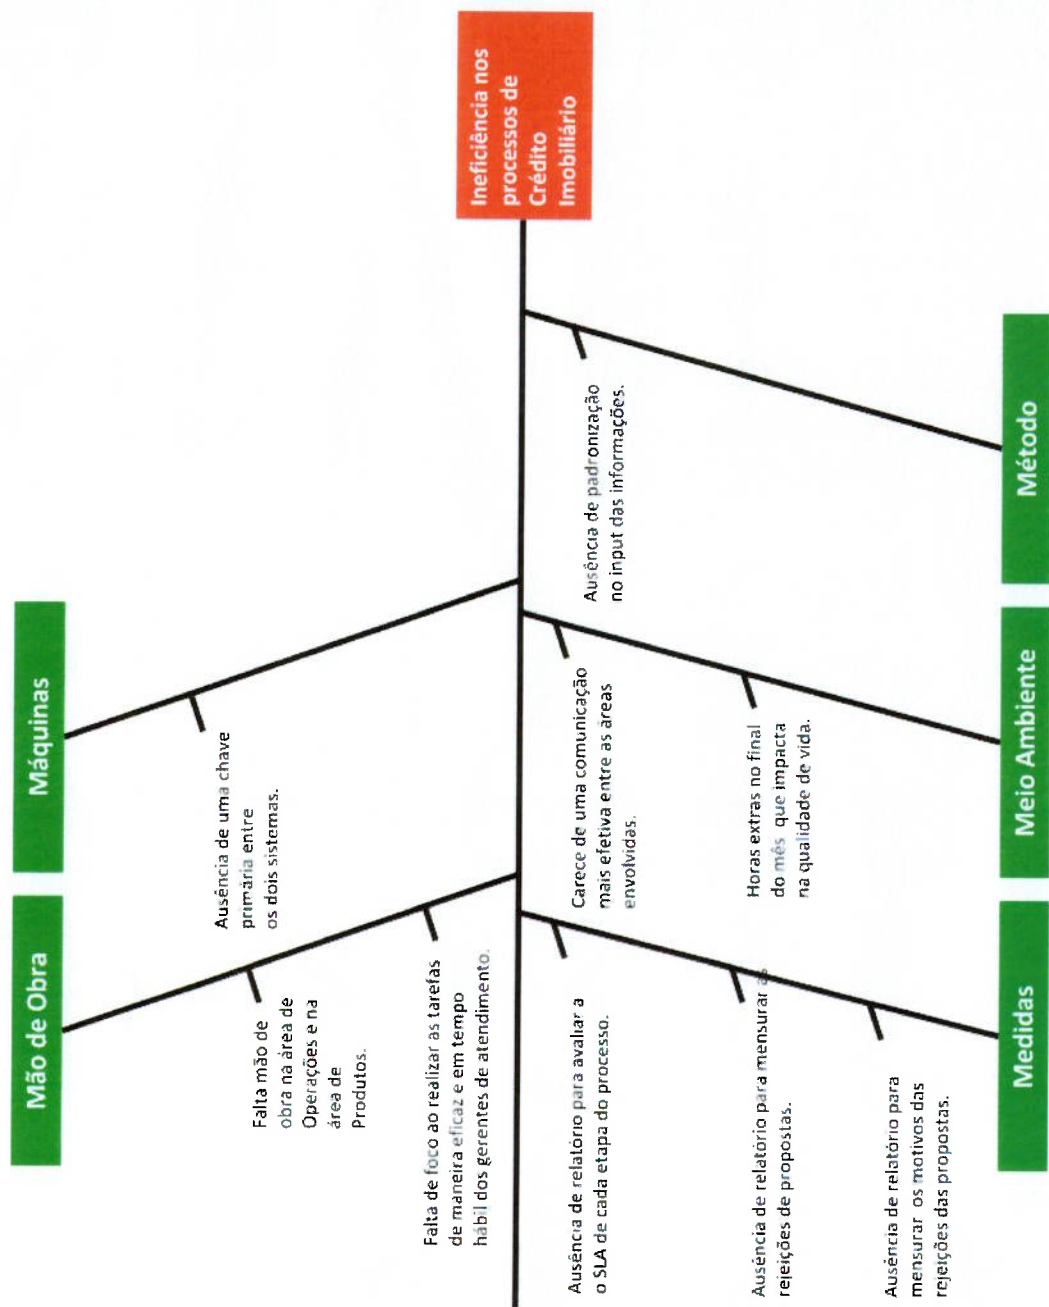 Mão de Obra
Máquinas
Falta mão de
obra na área de
Operações e na
área de
Produtos.
Ausência de uma chave
primária entre
os dois sistemas.
Falta de foco ao realizar as tarefas
de maneira eficaz e em tempo
hábil dos gerentes de atendimento.
Ineficiência nos
processos de
Crédito
Imobiliário
Ausência de relatório para avaliar a
o SLA de cada etapa do processo.
Carece de uma comunicação
mais efetiva entre as áreas
envolvidas.
Ausência de padronização
no input das informações.
Ausência de relatório para mensurar as
rejeições de propostas.
Horas extras no final
do mês que impacta
na qualidade de vida.
Ausência de relatório para
mensurar os motivos das
rejeições das propostas.
Medidas
Meio Ambiente
Método